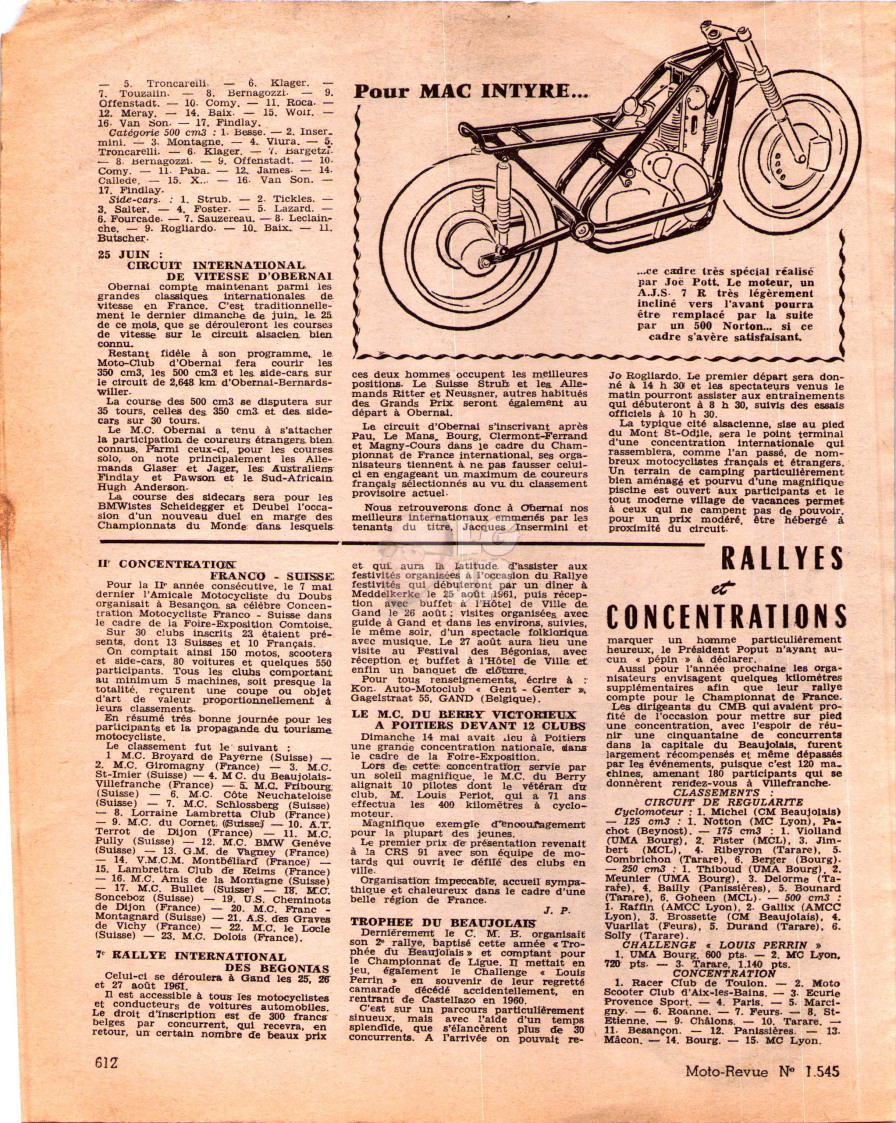 — 5. Troncarelli. — 6. Klager. —
7. Touzalin. — 8. Bernagozzi. — 9.
Offenstadt. — 10. Comy. — 11. Roca. —
12. Meray. — 14. Baix. — 15. Wolf. —
16. Van Son. — 17. Findlay.
Catégorie 500 cm3 : 1. Besse. — 2. Inser-
mini. — 3. Montagne. — 4. Viura. — 5.
Troncarelli. — 6. Klager. — 7. Bargetzi.
— 8. Bernagozzi. — 9. Offenstadt. — 10.
Comy. — 11. Paba. — 12. James. — 14.
Callede. — 15. X... — 16. Van Son. —
17. Findlay.
Side-cars. : 1. Strub. — 2. Tickles. —
3. Salter. — 4. Foster. — 5. Lazard. —
6. Fourcade. — 7. Sauzereau. — 8. Leclain-
che. — 9. Rogliardo. — 10. Baix. — 11.
Butscher.
25 JUIN :
CIRCUIT INTERNATIONAL
DE VITESSE D'OBERNAI
Obernai compte maintenant parmi les
grandes classiques internationales de
vitesse en France. C'est traditionnelle-
ment le dernier dimanche de juin, le 25
de ce mois, que se dérouleront les courses
de vitesse sur le circuit alsacien bien
connu.
Restant fidèle à son programme, le
Moto-Club d'Obernai fera courir les
350 cm3, les 500 cm3 et les side-cars sur
le circuit de 2,648 km d'Obernai-Bernards-
willer.
La course des 500 cm3 se disputera sur
35 tours, celles des 350 cm3 et des side-
cars sur 30 tours.
Le M.C. Obernai a tenu à s'attacher
la participation de coureurs étrangers bien
connus. Parmi ceux-ci, pour les courses
solo, on note principalement les Alle-
mands Glaser et Jager, les Australiens
Findlay et Pawson et le Sud-Africain
Hugh Anderson.
La course des sidecars sera pour les
BMWistes Scheidegger et Deubel l'occa-
sion d'un nouveau duel en marge des
Championnats du Monde dans lesquels
Pour MAC INTYRE...
...ce cadre très spécial réalisé
par Joë Pott. Le moteur, un
A.J.S. 7 R très légèrement
incliné vers l'avant pourra
être remplacé par la suite
par un 500 Norton... si ce
cadre s'avère satisfaisant.
ces deux hommes occupent les meilleures
positions. Le Suisse Strub et les Alle-
mands Ritter et Neussner, autres habitués
des Grands Prix seront également au
départ à Obernai.
Le circuit d'Obernai s'inscrivant après
Pau, Le Mans, Bourg, Clermont-Ferrand
et Magny-Cours dans le cadre du Cham-
pionnat de France international, ses orga-
nisateurs tiennent à ne pas fausser celui-
ci en engageant un maximum de coureurs
français sélectionnés au vu du classement
provisoire actuel.
Nous retrouverons donc à Obernai nos
meilleurs internationaux emmenés par les
tenants du titre, Jacques Insermini et
Jo Rogliardo. Le premier départ sera don-
né à 14 h 30 et les spectateurs venus le
matin pourront assister aux entraînements
qui débuteront à 8 h 30, suivis des essais
officiels à 10 h 30.
La typique cité alsacienne, sise au pied
du Mont St-Odile, sera le point terminal
d'une concentration internationale qui
rassemblera, comme l'an passé, de nom-
breux motocyclistes français et étrangers.
Un terrain de camping particulièrement
bien aménagé et pourvu d'une magnifique
piscine est ouvert aux participants et le
tout moderne village de vacances permet
à ceux qui ne campent pas de pouvoir,
pour un prix modéré, être hébergé à
proximité du circuit.
RALLYES
et
CONCENTRATIONS
IIe CONCENTRATION
FRANCO - SUISSE
Pour la IIe année consécutive, le 7 mai
dernier l'Amicale Motocycliste du Doubs
organisait à Besançon sa célèbre Concen-
tration Motocycliste Franco - Suisse dans
le cadre de la Foire-Exposition Comtoise.
Sur 30 clubs inscrits 23 étaient pré-
sents, dont 13 Suisses et 10 Français.
On comptait ainsi 150 motos, scooters
et side-cars, 80 voitures et quelques 550
participants. Tous les clubs comportant
au minimum 5 machines, soit presque la
totalité, reçurent une coupe ou objet
d'art de valeur proportionnellement à
leurs classements.
En résumé très bonne journée pour les
participants et la propagande du tourisme
motocycliste.
Le classement fut le suivant :
1 M.C. Broyard de Payerne (Suisse) —
2. M.C. Giromagny (France) — 3. M.C.
St-Imier (Suisse) — 4. M C. du Beaujolais-
Villefranche (France) — 5. M.C. Fribourg
(Suisse) — 6. M.C. Côte Neuchateloise
(Suisse) — 7. M.C. Schlossberg (Suisse)
— 8. Lorraine Lambretta Club (France)
— 9. M.C. du Cornet (Suisse) — 10. A.T.
Terrot de Dijon (France) — 11. M.C.
Pully (Suisse) — 12. M.C. BMW Genève
(Suisse) — 13. G.M. de Vagney (France)
— 14. V.M.C.M. Montbéliard (France) —
15. Lambrettra Club de Reims (France)
— 16. M.C. Amis de la Montagne (Suisse)
— 17. M.C. Bullet (Suisse) — 18. M.C.
Sonceboz (Suisse) — 19. U.S. Cheminots
de Dijon (France) — 20. M.C. Franc -
Montagnard (Suisse) — 21. A.S. des Graves
de Vichy (France) — 22. M.C. le Locle
(Suisse) — 23. M.C. Dolois (France).
7e RALLYE INTERNATIONAL
DES BEGONIAS
Celui-ci se déroulera à Gand les 25, 26
et 27 août 1961.
Il est accessible à tous les motocyclistes
et conducteurs de voitures automobiles.
Le droit d'inscription est de 300 francs
belges par concurrent, qui recevra, en
retour, un certain nombre de beaux prix
et qui aura la latitude d'assister aux
festivités organisées à l'occasion du Rallye
festivités qui débuteront par un dîner à
Meddelkerke le 25 août 1961, puis récep-
tion avec buffet à l'Hôtel de Ville de
Gand le 26 août ; visites organisées avec
guide à Gand et dans les environs, suivies,
le même soir, d'un spectacle folklorique
avec musique. Le 27 août aura lieu une
visite au Festival des Bégonias, avec
réception et buffet à l'Hôtel de Ville et
enfin un banquet de clôture.
Pour tous renseignements, écrire à :
Kon. Auto-Motoclub « Gent - Genter »,
Gagelstraat 55, GAND (Belgique).
LE M.C. DU BERRY VICTORIEUX
A POITIERS DEVANT 12 CLUBS
Dimanche 14 mai avait lieu à Poitiers
une grande concentration nationale, dans
le cadre de la Foire-Exposition.
Lors de cette concentration servie par
un soleil magnifique, le M.C. du Berry
alignait 10 pilotes dont le vétéran du
club, M. Louis Periot, qui a 71 ans
effectua les 400 kilomètres à cyclo-
moteur.
Magnifique exemple d'encouragement
pour la plupart des jeunes.
Le premier prix de présentation revenait
à la CRS 91 avec son équipe de mo-
tards qui ouvrit le défilé des clubs en
ville.
Organisation impeccable, accueil sympa-
thique et chaleureux dans le cadre d'une
belle région de France.
J. P.
TROPHEE DU BEAUJOLAIS
Dernièrement le C. M. B. organisait
son 2e rallye, baptisé cette année « Tro-
phée du Beaujolais » et comptant pour
le Championnat de Ligue. Il mettait en
jeu, également le Challenge « Louis
Perrin » en souvenir de leur regretté
camarade décédé accidentellement, en
rentrant de Castellazo en 1960.
C'est sur un parcours particulièrement
sinueux, mais avec l'aide d'un temps
splendide, que s'élancèrent plus de 30
concurrents. A l'arrivée on pouvait re-
marquer un homme particulièrement
heureux, le Président Poput n'ayant au-
cun « pépin » à déclarer.
Aussi pour l'année prochaine les orga-
nisateurs envisagent quelques kilomètres
supplémentaires afin que leur rallye
compte pour le Championnat de France.
Les dirigeants du CMB qui avaient pro-
fité de l'occasion pour mettre sur pied
une concentration, avec l'espoir de réu-
nir une cinquantaine de concurrents
dans la capitale du Beaujolais, furent
largement récompensés et même dépassés
par les événements, puisque c'est 120 ma-
chines, amenant 180 participants qui se
donnèrent rendez-vous à Villefranche.
CLASSEMENTS :
CIRCUIT DE REGULARITE
Cyclomoteur : 1. Michel (CM Beaujolais)
— 125 cm3 : 1. Notton (MC Lyon), Pa-
chot (Beynost). — 175 cm3 : 1. Violland
(UMA Bourg), 2. Fister (MCL), 3. Jim-
bert (MCL), 4. Ribeyron (Tarare), 5.
Combrichon (Tarare), 6. Berger (Bourg).
— 250 cm3 : 1. Thiboud (UMA Bourg), 2.
Meunier (UMA Bourg), 3. Delorme (Ta-
rare), 4. Bailly (Panissières), 5. Bounard
(Tarare), 6. Goheen (MCL). — 500 cm3 :
1. Raffin (AMCC Lyon), 2. Gallix (AMCC
Lyon), 3. Brossette (CM Beaujolais), 4.
Vuarllat (Feurs), 5. Durand (Tarare), 6.
Solly (Tarare).
CHALLENGE « LOUIS PERRIN »
1. UMA Bourg, 600 pts. — 2. MC Lyon,
720 pts. — 3. Tarare, 1.140 pts.
CONCENTRATION
1. Racer Club de Toulon. — 2. Moto
Scooter Club d'Aix-les-Bains. — 3. Ecurie
Provence Sport. — 4. Paris. — 5. Marci-
gny. — 6. Roanne. — 7. Feurs. — 8. St-
Etienne. — 9. Châlons. — 10. Tarare. —
11. Besançon. — 12. Panissières. — 13.
Mâcon. — 14. Bourg. — 15. MC Lyon.
612
Moto-Revue N° 1.545